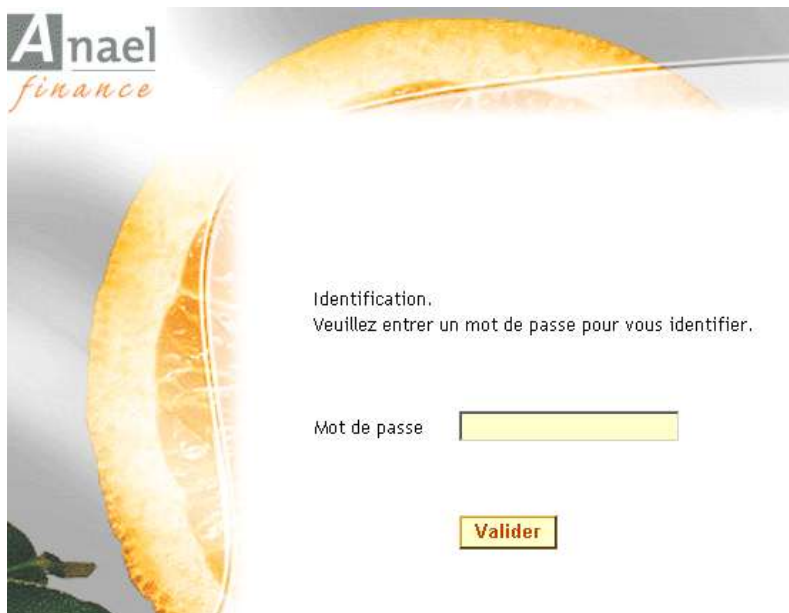 Anael
finance
Identification.
Veuillez entrer un mot de passe pour vous identifier.
Mot de passe
Valider